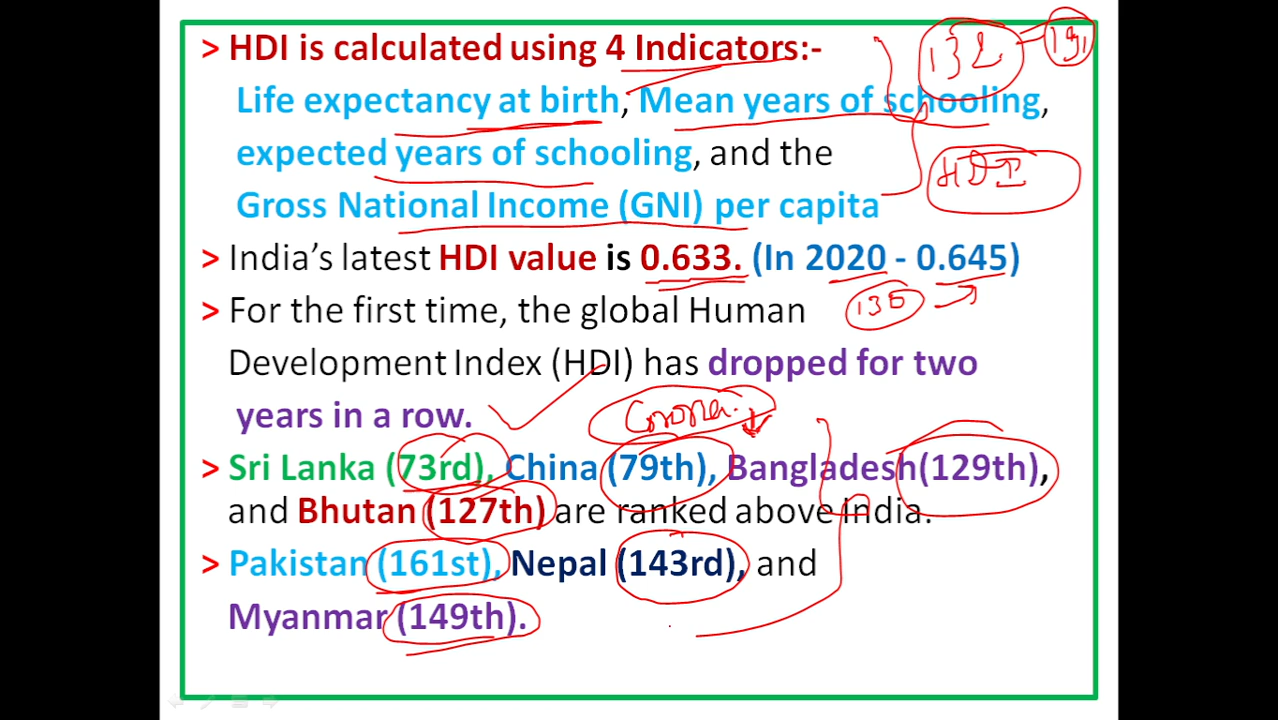 > HDI is calculated using 4 Indicators:-
132 – 191
Life expectancy at birth, Mean years of schooling,
expected years of schooling, and the
HDI
Gross National Income (GNI) per capita
> India's latest HDI value is 0.633. (In 2020 - 0.645)
> For the first time, the global Human
Development Index (HDI) has dropped for two
years in a row.
Corona
> Sri Lanka (73rd), China (79th), Bangladesh(129th),
and Bhutan (127th) are ranked above India.
> Pakistan (161st), Nepal (143rd), and
Myanmar (149th).